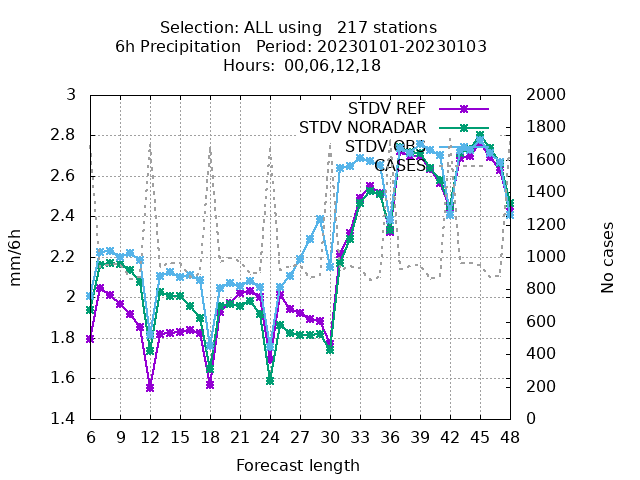 Selection: ALL using   217 stations
6h Precipitation   Period: 20230101-20230103
Hours:  00,06,12,18
3
2.8
2.6
2.4
2.2
2
1.8
1.6
1.4
mm/6h
STDV REF
STDV NORADAR
STDV OBS
CASES
2000
1800
1600
1400
1200
1000
800
600
400
200
0
No cases
6 9 12 15 18 21 24 27 30 33 36 39 42 45 48
Forecast length